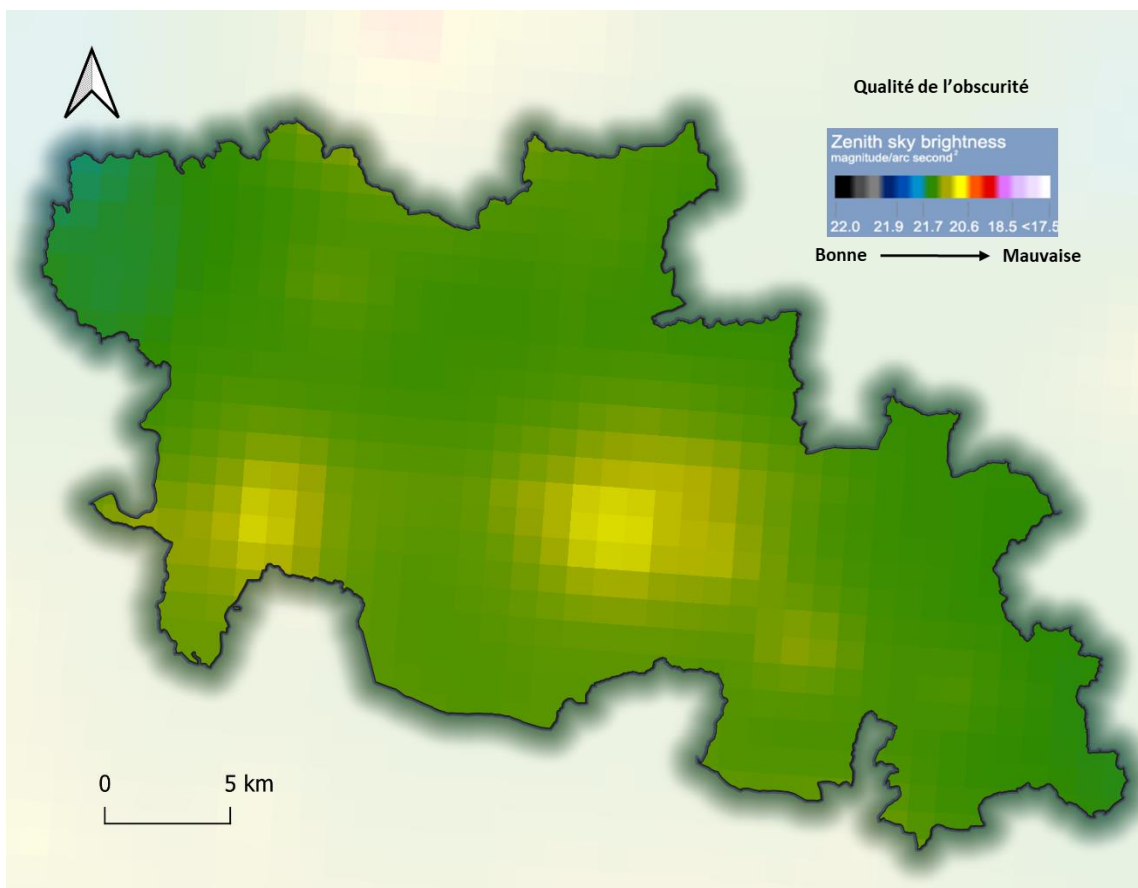 Qualité de l’obscurité
Zenith sky brightness
magnitude/arc second²
22.0 21.9 21.7 20.6 18.5 <17.5
Bonne Mauvaise
0 5 km